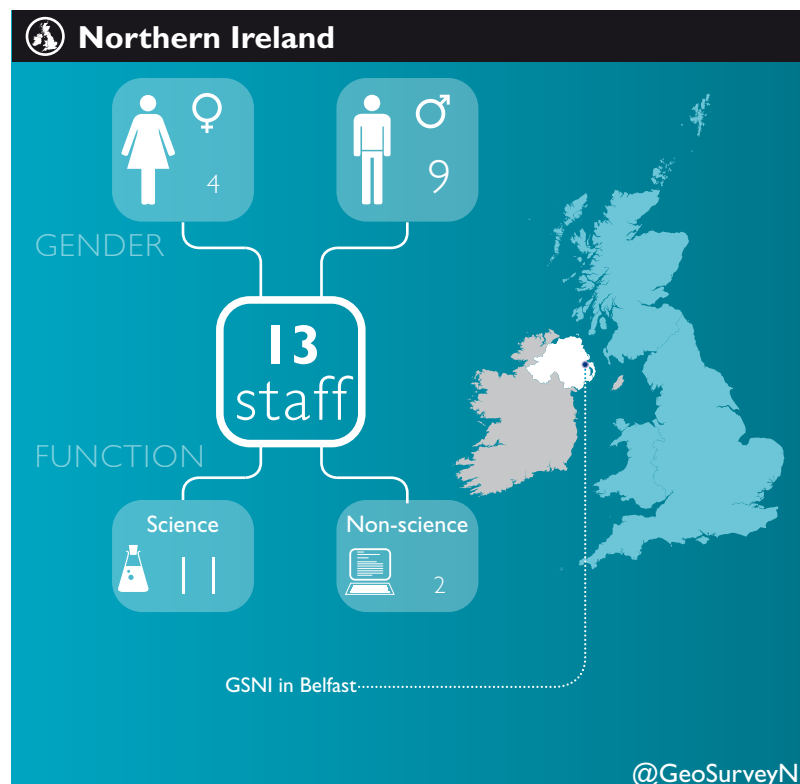 Northern Ireland
4
9
GENDER
13
staff
FUNCTION
Science
11
Non-science
2
GSNI in Belfast
@GeoSurveyN